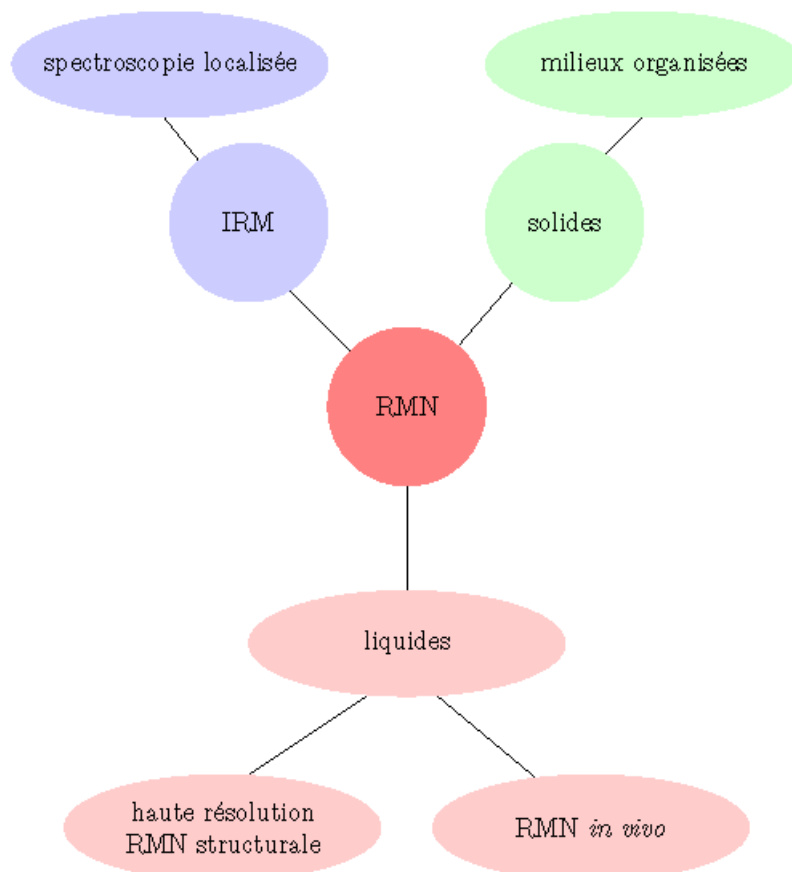 spectroscopie localisée
milieux organisées
IRM
solides
RMN
liquides
haute résolution
RMN structurale
RMN in vivo